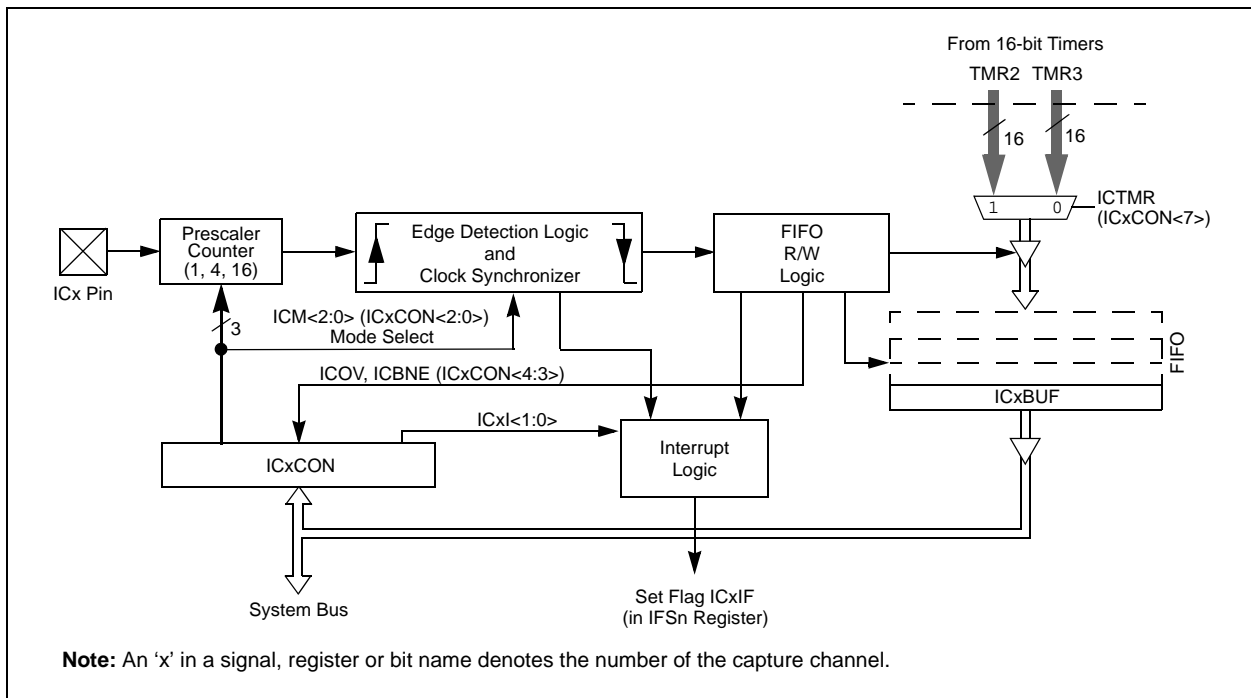 From 16-bit Timers
TMR2 TMR3
16 16
1 0
ICTMR
(ICxCON<7>)
Prescaler
Counter
(1, 4, 16)
Edge Detection Logic
and
Clock Synchronizer
FIFO
R/W
Logic
ICx Pin
3
ICM<2:0> (ICxCON<2:0>)
Mode Select
FIFO
ICOV, ICBNE (ICxCON<4:3>)
ICxBUF
ICxI<1:0>
ICxCON
Interrupt
Logic
System Bus
Set Flag ICxIF
(in IFSn Register)
Note: An ‘x’ in a signal, register or bit name denotes the number of the capture channel.